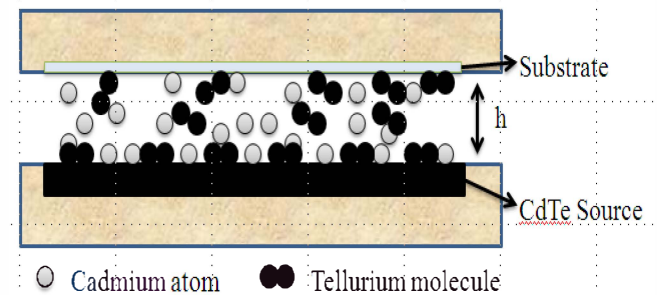 Substrate
h
CdTe Source
Cadmium atom
Tellurium molecule